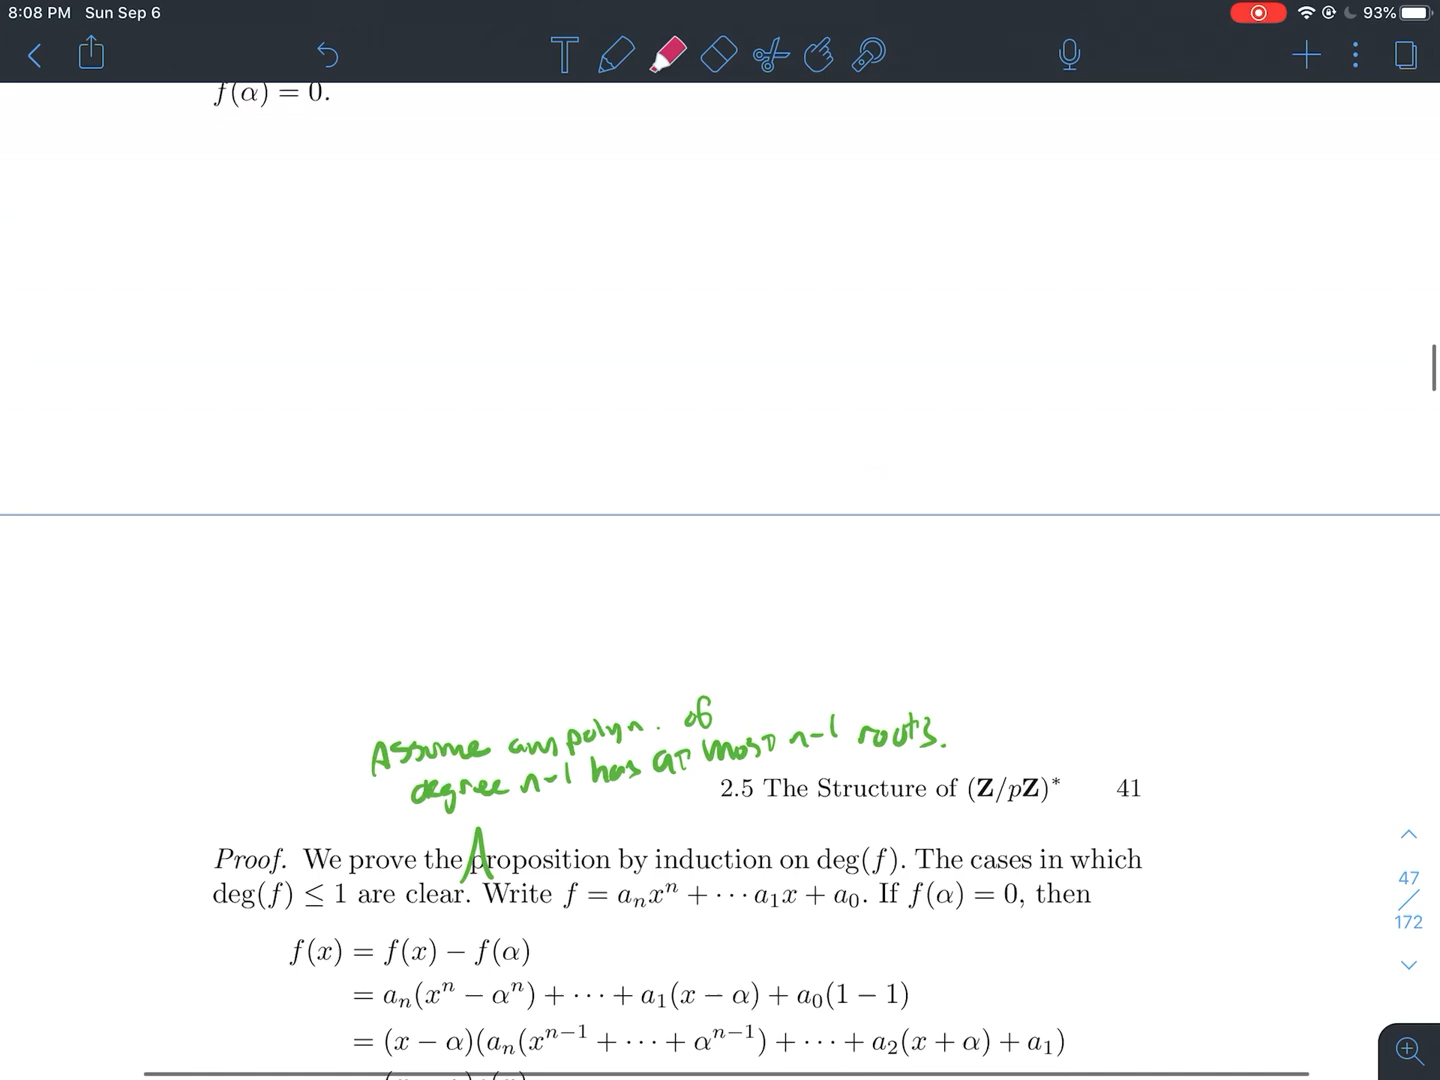 8:08 PM Sun Sep 6
93%
f(α) = 0.
Assume any polyn. of
degree n-1 has at most n-1 roots.
2.5 The Structure of (Z/pZ)* 41
Proof. We prove the proposition by induction on deg(f). The cases in which
deg(f) ≤ 1 are clear. Write f = aₙxⁿ + ⋯ a₁x + a₀. If f(α) = 0, then
f(x) = f(x) − f(α)
= aₙ(xⁿ − αⁿ) + ⋯ + a₁(x − α) + a₀(1 − 1)
= (x − α)(aₙ(xⁿ⁻¹ + ⋯ + αⁿ⁻¹) + ⋯ + a₂(x + α) + a₁)
47
/
172